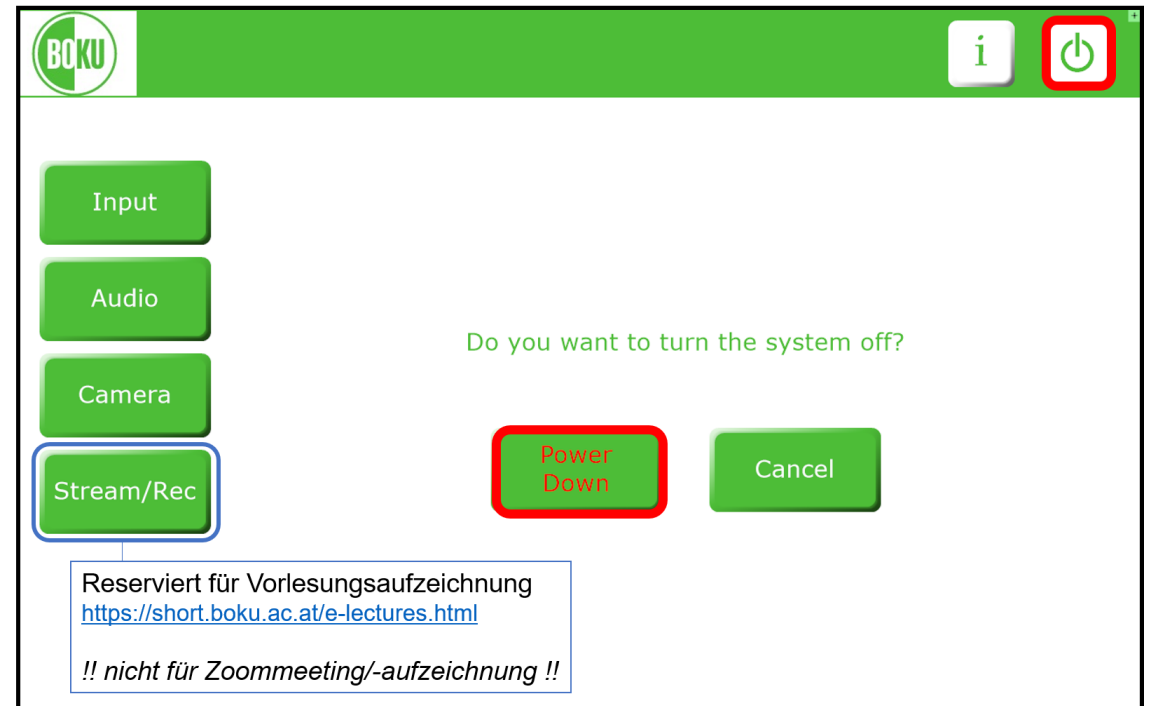 BOKU
i
+
Input
Audio
Camera
Stream/Rec
Do you want to turn the system off?
Power
Down
Cancel
Reserviert für Vorlesungsaufzeichnung
https://short.boku.ac.at/e-lectures.html
!! nicht für Zoommeeting/-aufzeichnung !!